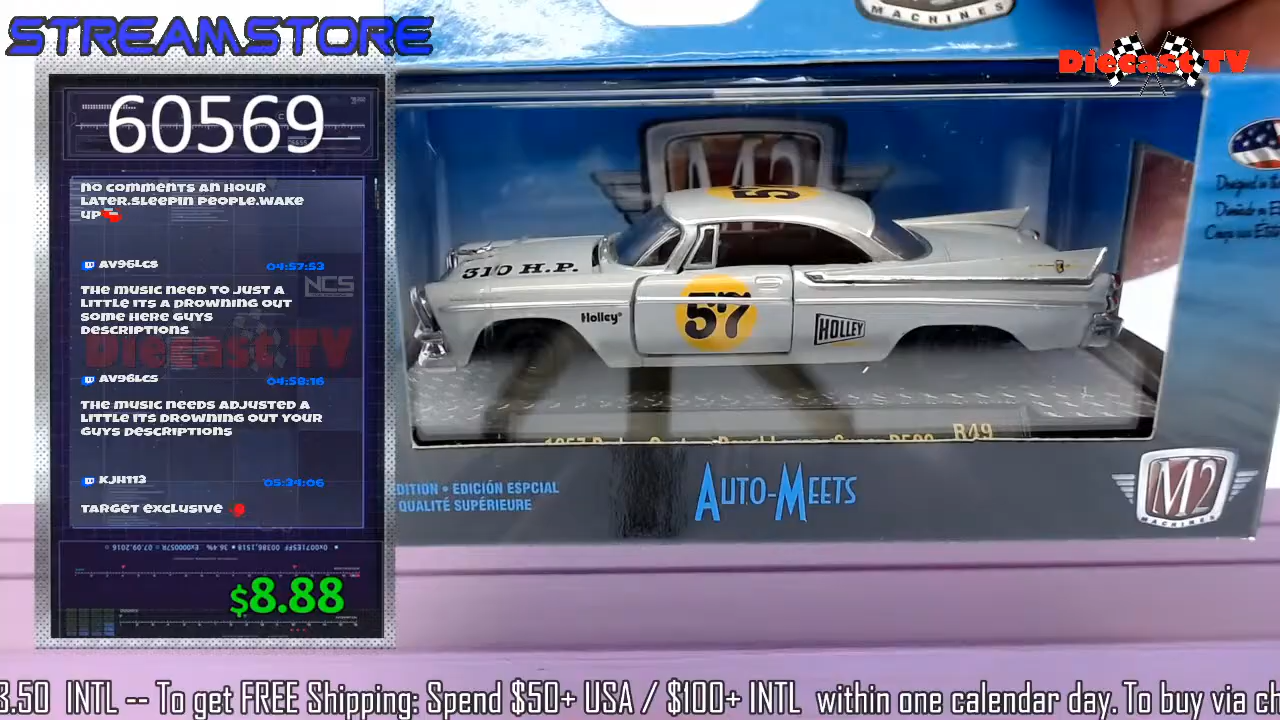 STREAMSTORE
Diecast TV
60569
NO COMMENTS AN HOUR
LATER.SLEEPIN PEOPLE.WAKE
UP
AV96LCS 04:57:53
THE MUSIC NEED TO JUST A
LITTLE ITS A DROWNING OUT
SOME HERE GUYS
DESCRIPTIONS
NCS
Diecast TV
AV96LCS 04:58:16
THE MUSIC NEEDS ADJUSTED A
LITTLE ITS DROWNING OUT YOUR
GUYS DESCRIPTIONS
KJH113 05:34:06
TARGET EXCLUSIVE
$8.88
MACHINES
57
310 H.P.
Holley
57
HOLLEY
R49
DITION • EDICIÓN ESPCIAL
QUALITÉ SUPÉRIEURE
AUTO-MEETS
M2
MACHINES
3.50 INTL -- To get FREE Shipping: Spend $50+ USA / $100+ INTL within one calendar day. To buy via ch